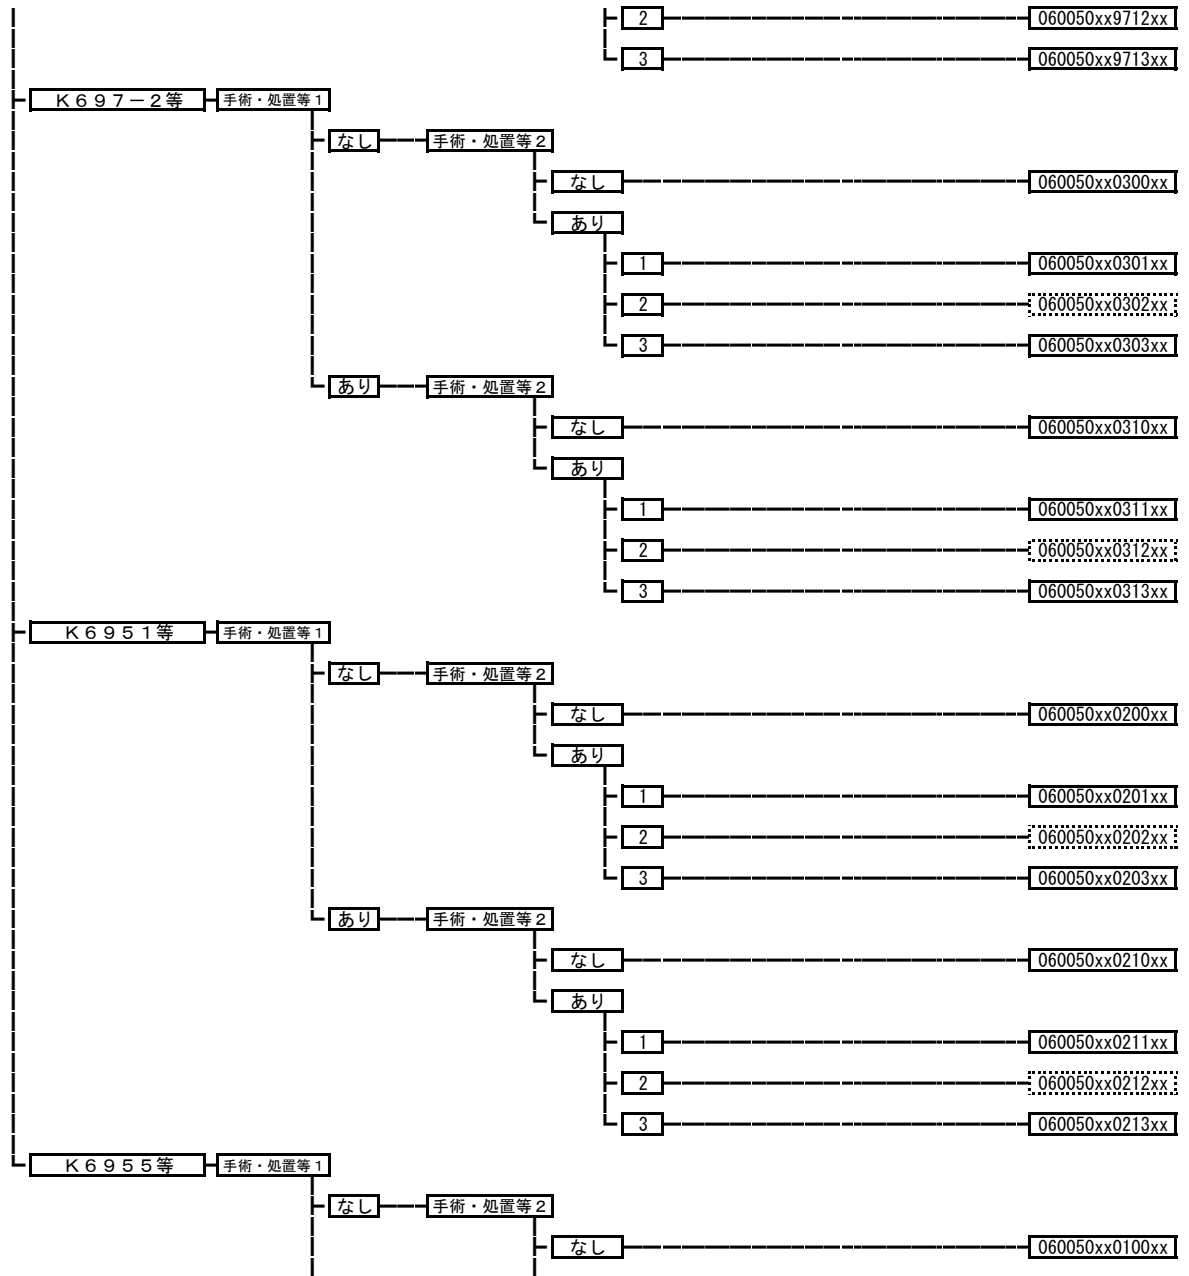 2 060050xx9712xx
3 060050xx9713xx
K697-2等 手術・処置等1
なし 手術・処置等2
なし 060050xx0300xx
あり
1 060050xx0301xx
2 060050xx0302xx
3 060050xx0303xx
あり 手術・処置等2
なし 060050xx0310xx
あり
1 060050xx0311xx
2 060050xx0312xx
3 060050xx0313xx
K6951等 手術・処置等1
なし 手術・処置等2
なし 060050xx0200xx
あり
1 060050xx0201xx
2 060050xx0202xx
3 060050xx0203xx
あり 手術・処置等2
なし 060050xx0210xx
あり
1 060050xx0211xx
2 060050xx0212xx
3 060050xx0213xx
K6955等 手術・処置等1
なし 手術・処置等2
なし 060050xx0100xx